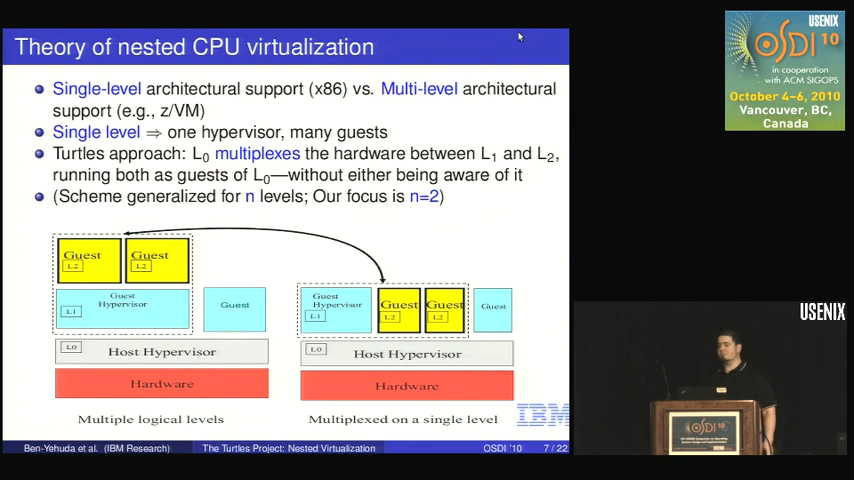 Theory of nested CPU virtualization
Single-level architectural support (x86) vs. Multi-level architectural
support (e.g., z/VM)
Single level ⇒ one hypervisor, many guests
Turtles approach: L0 multiplexes the hardware between L1 and L2,
running both as guests of L0—without either being aware of it
(Scheme generalized for n levels; Our focus is n=2)
Guest
L2
Guest
L2
Guest
Hypervisor
L1
Guest
L0
Host Hypervisor
Hardware
Multiple logical levels
Guest
Hypervisor
L1
Guest
L2
Guest
L2
Guest
L0
Host Hypervisor
Hardware
Multiplexed on a single level
IBM
Ben-Yehuda et al. (IBM Research)
The Turtles Project: Nested Virtualization
OSDI '10
7 / 22
USENIX
OSDI 10
in cooperation
with ACM SIGOPS
October 4–6, 2010
Vancouver, BC,
Canada
USENIX
OSDI 10